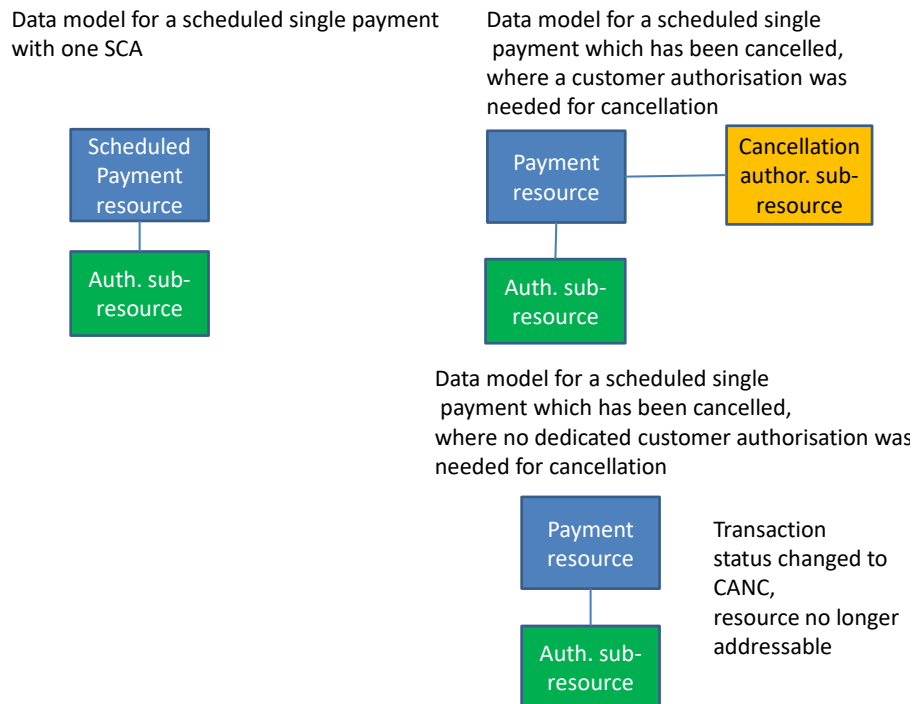 Data model for a scheduled single payment
with one SCA
Scheduled
Payment
resource
Auth. sub-
resource
Data model for a scheduled single
payment which has been cancelled,
where a customer authorisation was
needed for cancellation
Payment
resource
Cancellation
author. sub-
resource
Auth. sub-
resource
Data model for a scheduled single
payment which has been cancelled,
where no dedicated customer authorisation was
needed for cancellation
Payment
resource
Transaction
status changed to
CANC,
resource no longer
addressable
Auth. sub-
resource